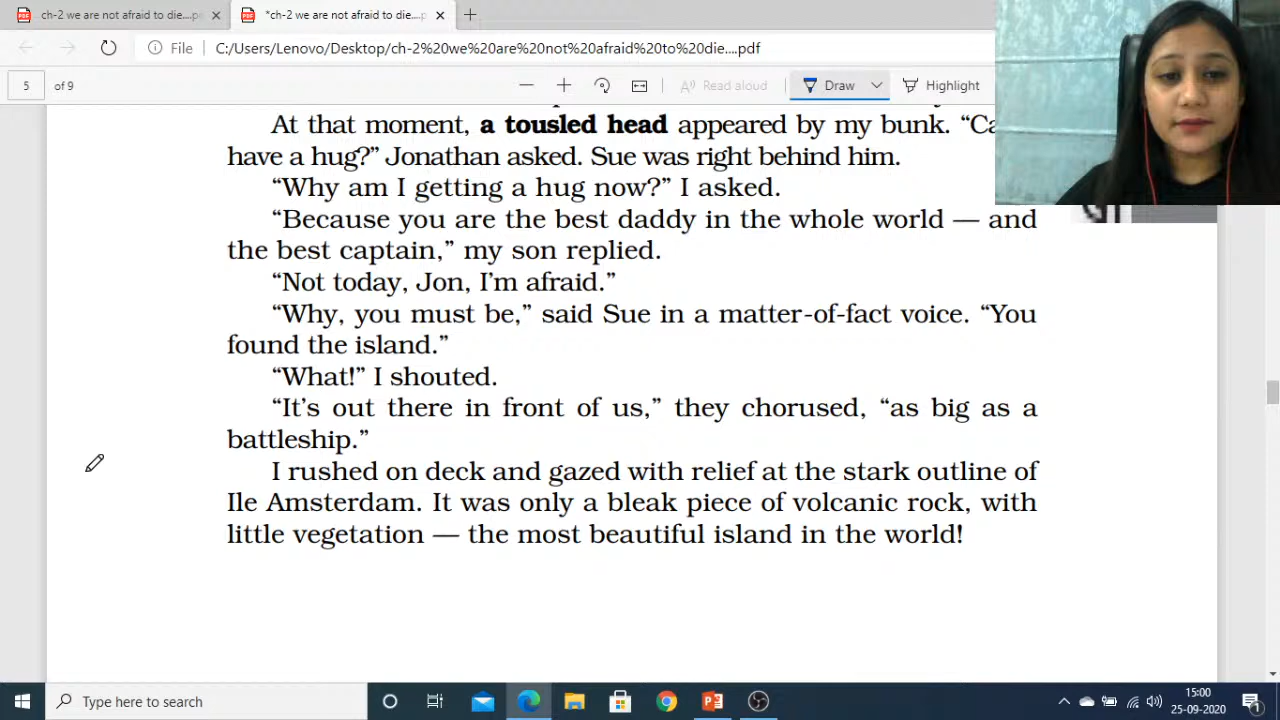 ch-2 we are not afraid to die....pd
*ch-2 we are not afraid to die....p
File
C:/Users/Lenovo/Desktop/ch-2%20we%20are%20not%20afraid%20to%20die....pdf
5 of 9
Read aloud
Draw
Highlight
At that moment, a tousled head appeared by my bunk. “Ca
have a hug?” Jonathan asked. Sue was right behind him.
“Why am I getting a hug now?” I asked.
“Because you are the best daddy in the whole world — and
the best captain,” my son replied.
“Not today, Jon, I’m afraid.”
“Why, you must be,” said Sue in a matter-of-fact voice. “You
found the island.”
“What!” I shouted.
“It’s out there in front of us,” they chorused, “as big as a
battleship.”
I rushed on deck and gazed with relief at the stark outline of
Ile Amsterdam. It was only a bleak piece of volcanic rock, with
little vegetation — the most beautiful island in the world!
Type here to search
15:00
25-09-2020
1